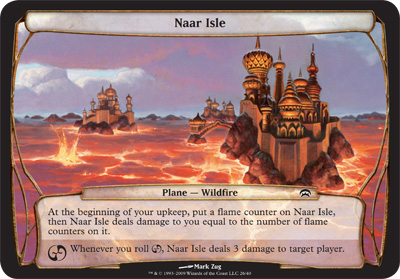 Naar Isle
Plane — Wildfire
At the beginning of your upkeep, put a flame counter on Naar Isle,
then Naar Isle deals damage to you equal to the number of flame
counters on it.
Whenever you roll , Naar Isle deals 3 damage to target player.
Mark Zug
™ & © 1993–2009 Wizards of the Coast LLC 26/40